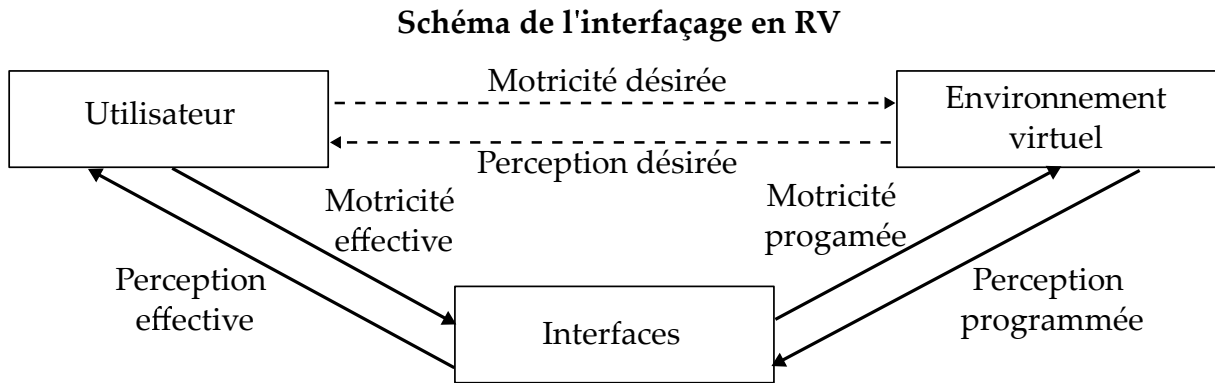 Schéma de l'interfaçage en RV
Utilisateur
Motricité désirée
Perception désirée
Environnement
virtuel
Motricité
effective
Perception
effective
Interfaces
Motricité
progamée
Perception
programmée